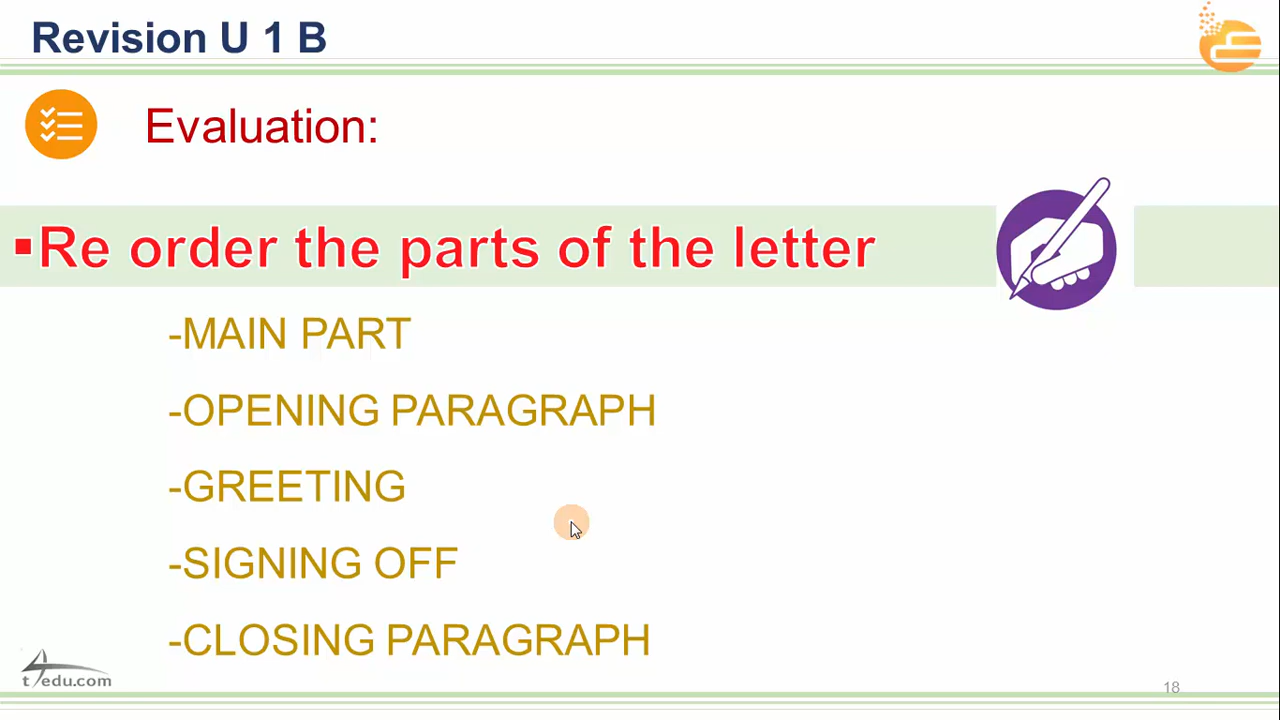 Revision U 1 B
Evaluation:
▪Re order the parts of the letter
-MAIN PART
-OPENING PARAGRAPH
-GREETING
-SIGNING OFF
-CLOSING PARAGRAPH
t4edu.com
18